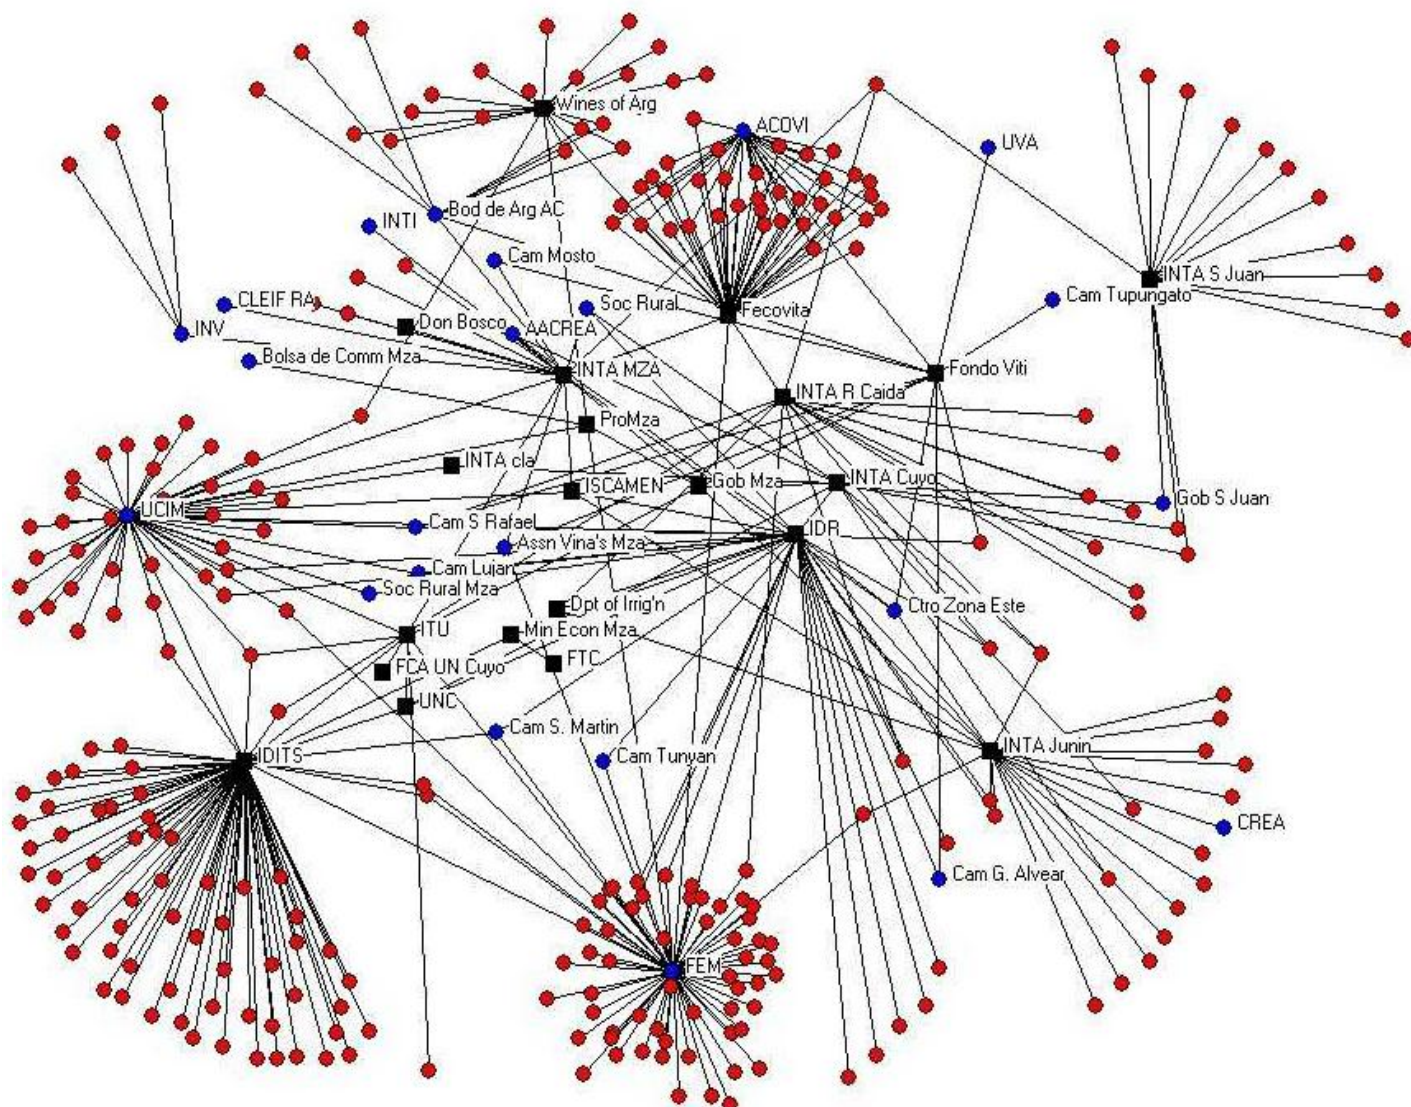 Wines of Arg
ACOVI
UVA
Bod de Arg AC
INTI
Cam Mosto
INTA S Juan
Cam Tupungato
CLEIF RA
Soc Rural
Fecovita
INV
Don Bosco
AACREA
Bolsa de Comm Mza
INTA MZA
Fondo Viti
INTA R Caida
ProMza
INTA cla
ISCAMEN
Gob Mza
INTA Cuyo
Gob S Juan
UCIM
Cam S Rafael
IDR
Assn Vina's Mza
Cam Lujan
Soc Rural Mza
Dpt of Irrig'n
Ctro Zona Este
ITU
Min Econ Mza
FTC
FCA UN Cuyo
UNC
Cam S. Martin
INTA Junin
IDITS
Cam Tunyan
CREA
Cam G. Alvear
FEM